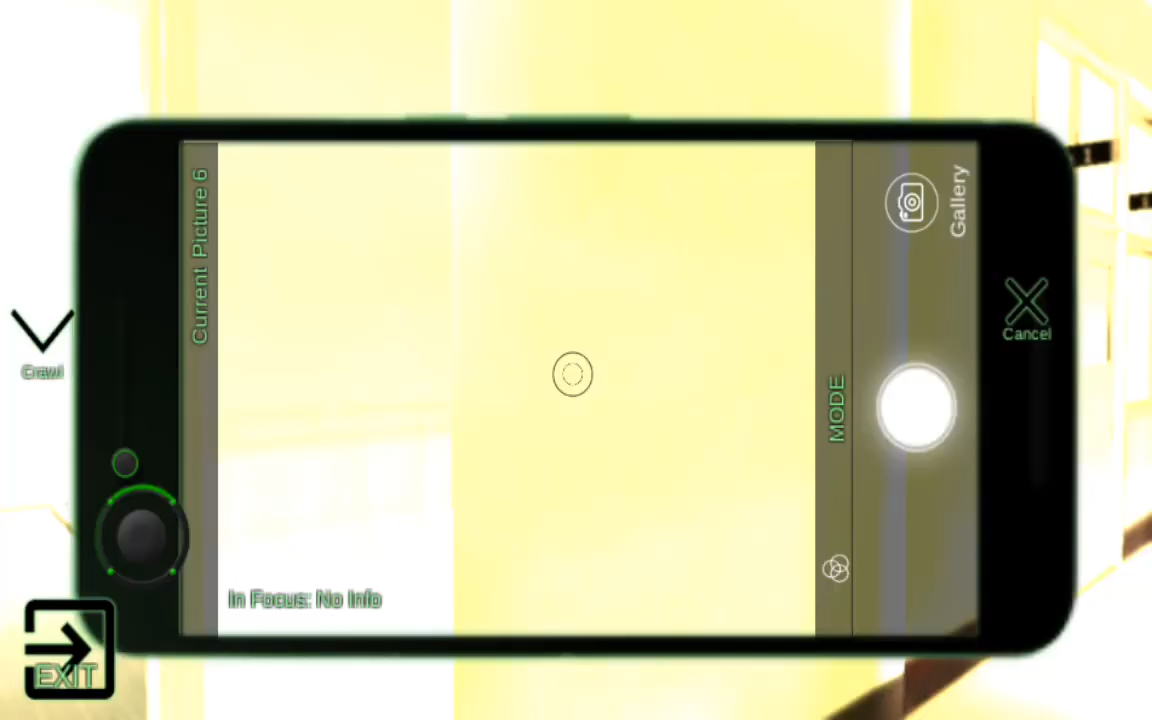 Current Picture 6
Gallery
Cancel
Crawl
MODE
In Focus: No Info
EXIT